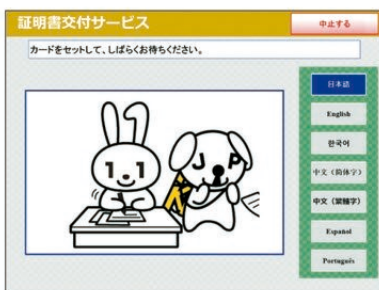 証明書交付サービス
中止する
カードをセットして、しばらくお待ちください。
日本語
English
한국어
中文（简体字）
中文（繁體字）
Español
Português
1 1
J P